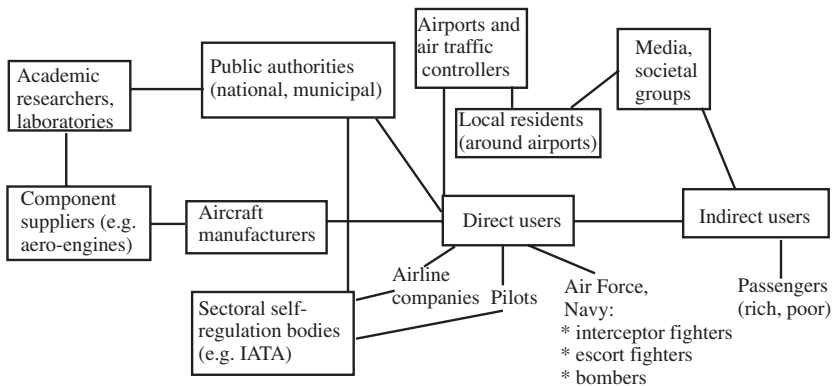 Academic
researchers,
laboratories
Public authorities
(national, municipal)
Airports and
air traffic
controllers
Media,
societal
groups
Local residents
(around airports)
Component
suppliers (e.g.
aero-engines)
Aircraft
manufacturers
Direct users
Indirect users
Sectoral self-
regulation bodies
(e.g. IATA)
Airline
companies
Pilots
Air Force,
Navy:
* interceptor fighters
* escort fighters
* bombers
Passengers
(rich, poor)